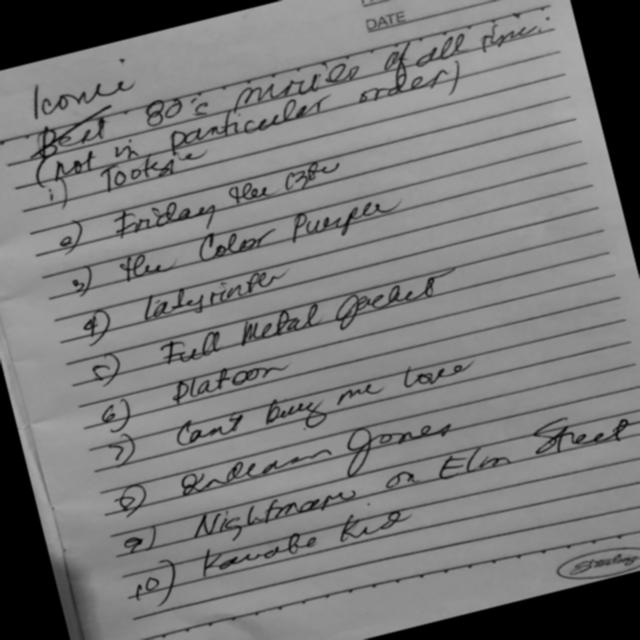 DATE
Iconic
Best 80's movies of all time:
(not in particular order)
1) Tootsie
2) Friday the 13th
3) the Color Purple
4) labyrinth
5) Full Metal Jacket
6) Platoon
7) Can't buy me love
8) Indiana Jones
9) Nightmare on Elm Street
10) Karate Kid
Sterling